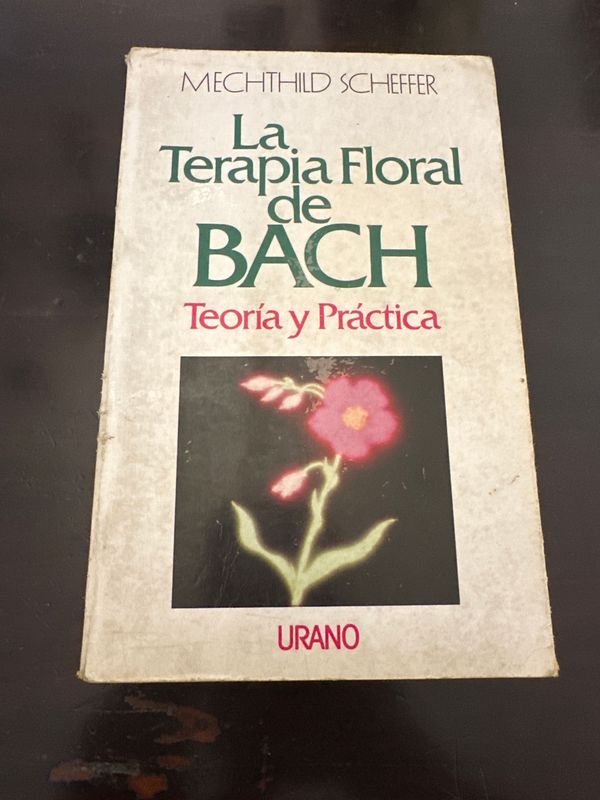 MECHTHILD SCHEFFER
La
Terapia Floral
de
BACH
Teoría y Práctica
URANO